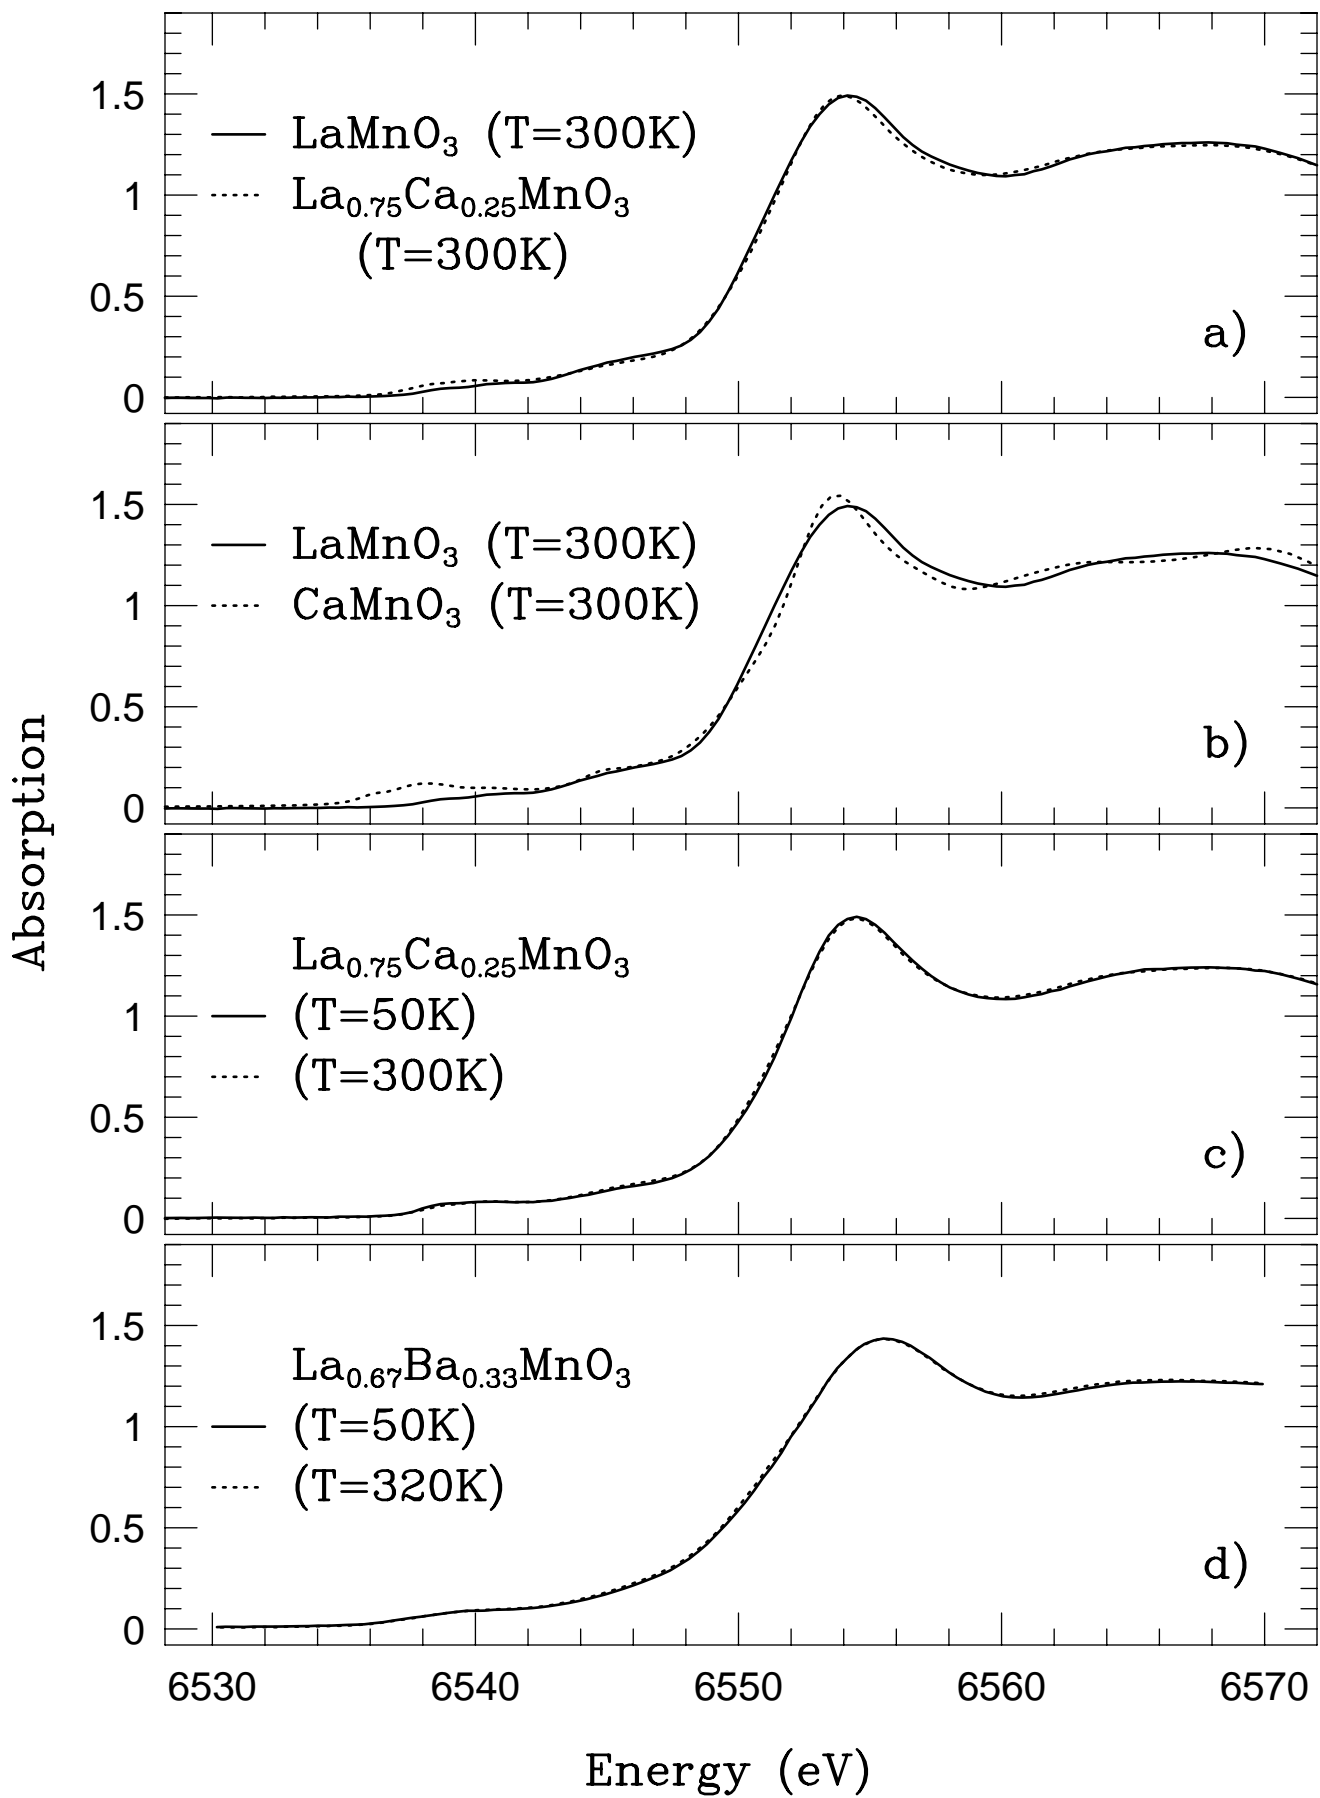 1.5
1
0.5
0
LaMnO₃ (T=300K)
La₀.₇₅Ca₀.₂₅MnO₃
(T=300K)
a)
1.5
1
0.5
0
LaMnO₃ (T=300K)
CaMnO₃ (T=300K)
b)
Absorption
1.5
1
0.5
0
La₀.₇₅Ca₀.₂₅MnO₃
(T=50K)
(T=300K)
c)
1.5
1
0.5
0
La₀.₆₇Ba₀.₃₃MnO₃
(T=50K)
(T=320K)
d)
6530 6540 6550 6560 6570
Energy (eV)